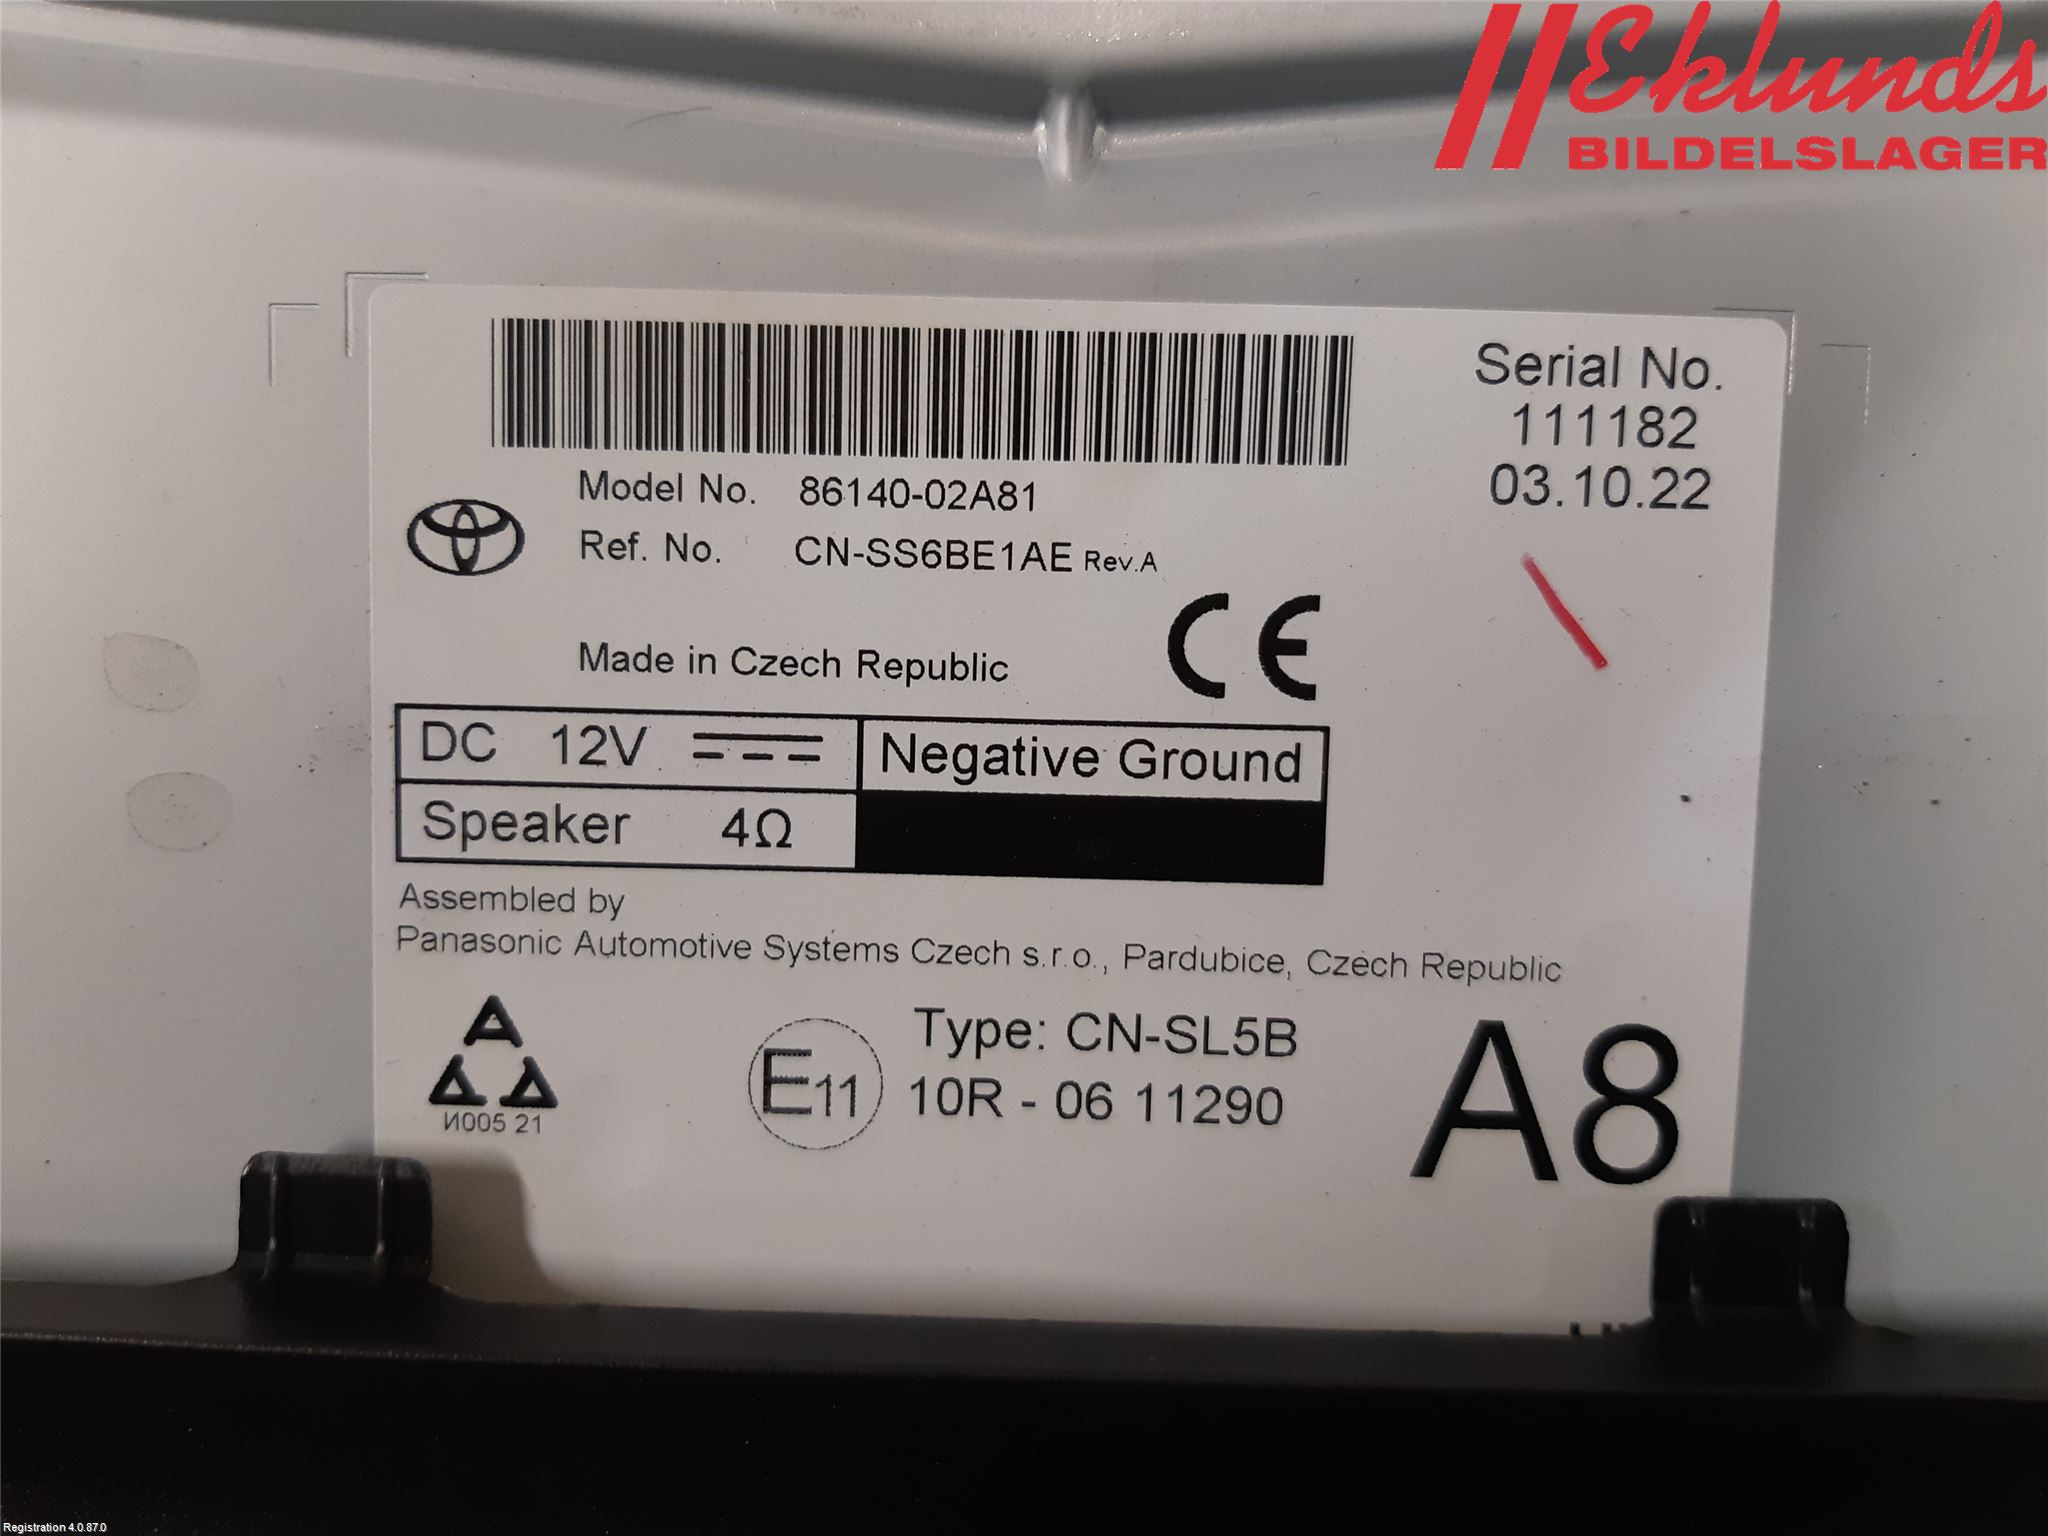 Eklunds
BILDELSLAGER
Serial No.
111182
03.10.22
Model No. 86140-02A81
Ref. No. CN-SS6BE1AE Rev.A
Made in Czech Republic
CE
DC 12V
Negative Ground
Speaker 4Ω
Assembled by
Panasonic Automotive Systems Czech s.r.o., Pardubice, Czech Republic
И005 21
E11
Type: CN-SL5B
10R - 06 11290
A8
Registration 4.0.87.0